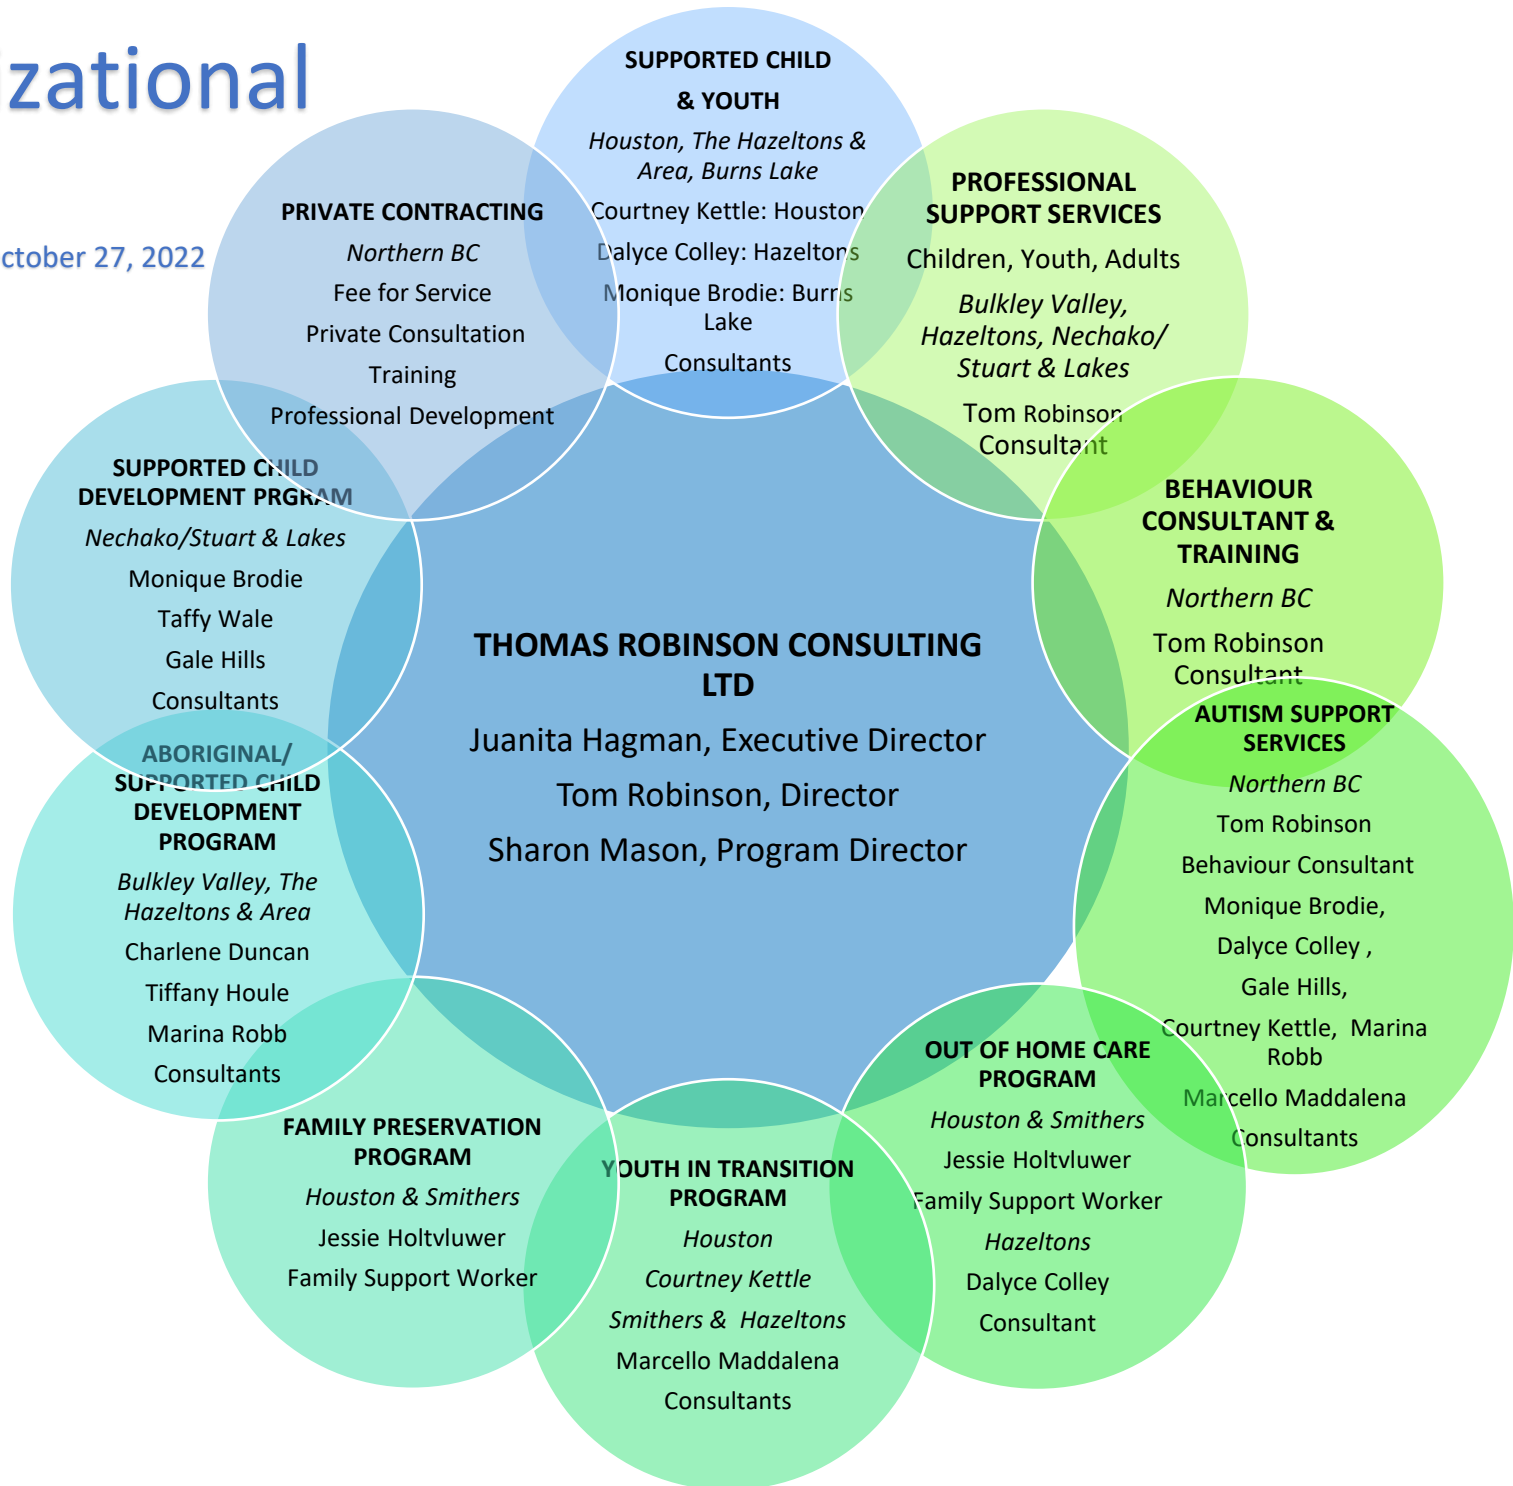 izational
ctober 27, 2022
SUPPORTED CHILD
& YOUTH
Houston, The Hazeltons &
Area, Burns Lake
Courtney Kettle: Houston
Dalyce Colley: Hazeltons
Monique Brodie: Burns
Lake
Consultants
PROFESSIONAL
SUPPORT SERVICES
Children, Youth, Adults
Bulkley Valley,
Hazeltons, Nechako/
Stuart & Lakes
Tom Robinson
Consultant
BEHAVIOUR
CONSULTANT &
TRAINING
Northern BC
Tom Robinson
Consultant
AUTISM SUPPORT
SERVICES
Northern BC
Tom Robinson
Behaviour Consultant
Monique Brodie,
Dalyce Colley ,
Gale Hills,
Courtney Kettle, Marina
Robb
Marcello Maddalena
Consultants
OUT OF HOME CARE
PROGRAM
Houston & Smithers
Jessie Holtvluwer
Family Support Worker
Hazeltons
Dalyce Colley
Consultant
YOUTH IN TRANSITION
PROGRAM
Houston
Courtney Kettle
Smithers & Hazeltons
Marcello Maddalena
Consultants
FAMILY PRESERVATION
PROGRAM
Houston & Smithers
Jessie Holtvluwer
Family Support Worker
ABORIGINAL/
SUPPORTED CHILD
DEVELOPMENT
PROGRAM
Bulkley Valley, The
Hazeltons & Area
Charlene Duncan
Tiffany Houle
Marina Robb
Consultants
SUPPORTED CHILD
DEVELOPMENT PRGRAM
Nechako/Stuart & Lakes
Monique Brodie
Taffy Wale
Gale Hills
Consultants
PRIVATE CONTRACTING
Northern BC
Fee for Service
Private Consultation
Training
Professional Development
THOMAS ROBINSON CONSULTING
LTD
Juanita Hagman, Executive Director
Tom Robinson, Director
Sharon Mason, Program Director